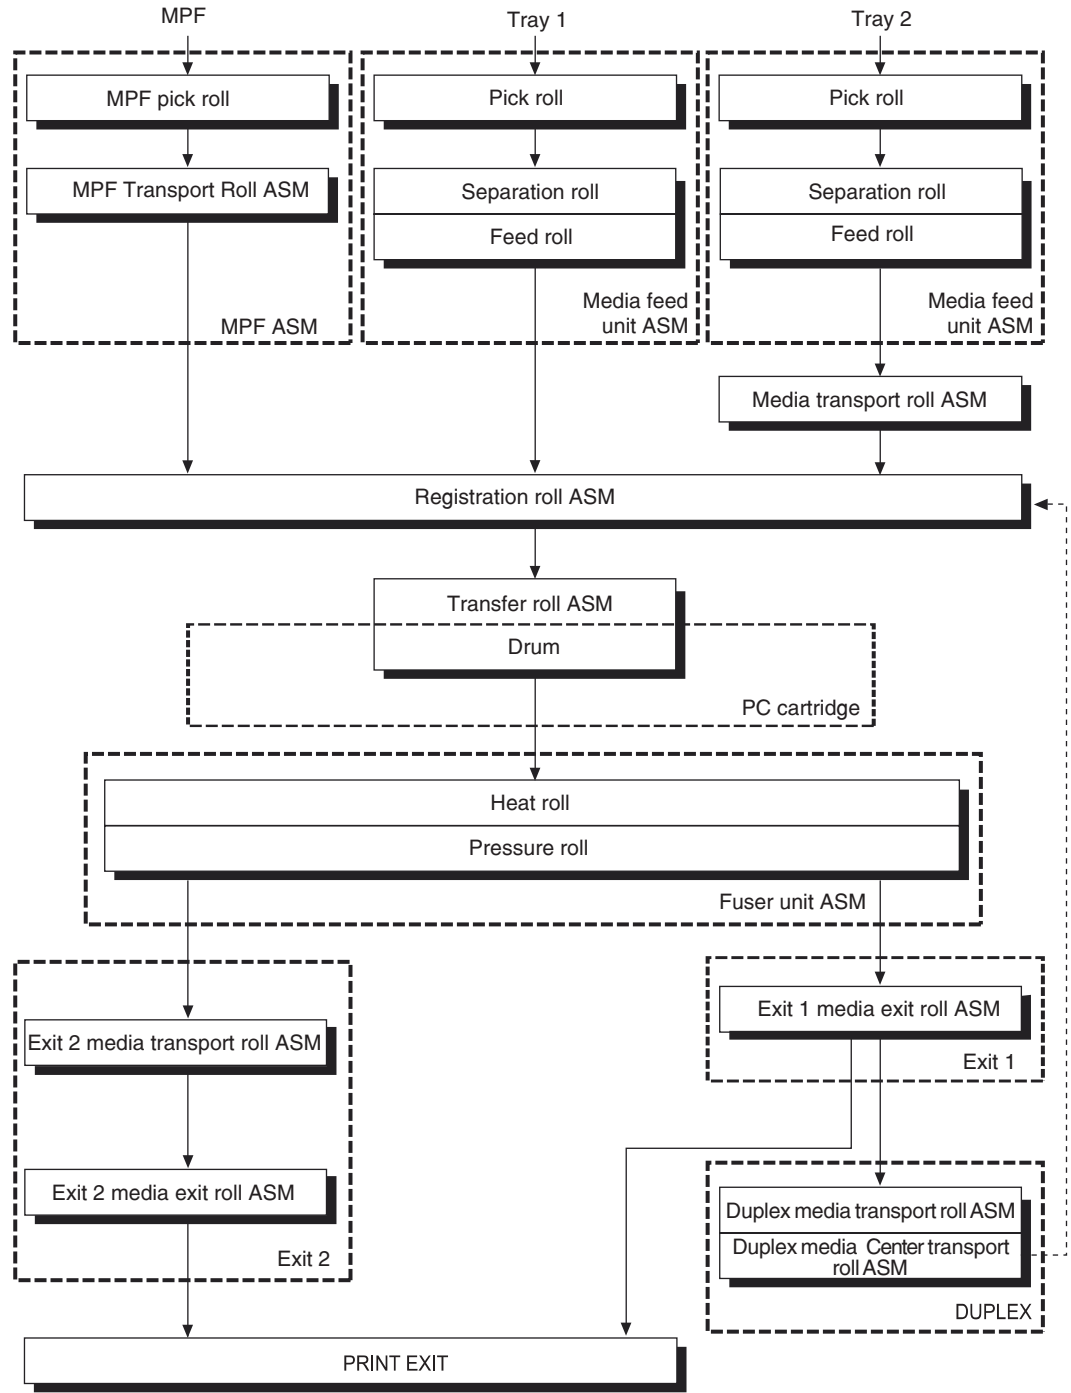 MPF
Tray 1
Tray 2
MPF pick roll
Pick roll
Pick roll
MPF Transport Roll ASM
Separation roll
Feed roll
Separation roll
Feed roll
MPF ASM
Media feed
unit ASM
Media feed
unit ASM
Media transport roll ASM
Registration roll ASM
Transfer roll ASM
Drum
PC cartridge
Heat roll
Pressure roll
Fuser unit ASM
Exit 2 media transport roll ASM
Exit 1 media exit roll ASM
Exit 1
Exit 2 media exit roll ASM
Exit 2
Duplex media transport roll ASM
Duplex media Center transport
roll ASM
DUPLEX
PRINT EXIT